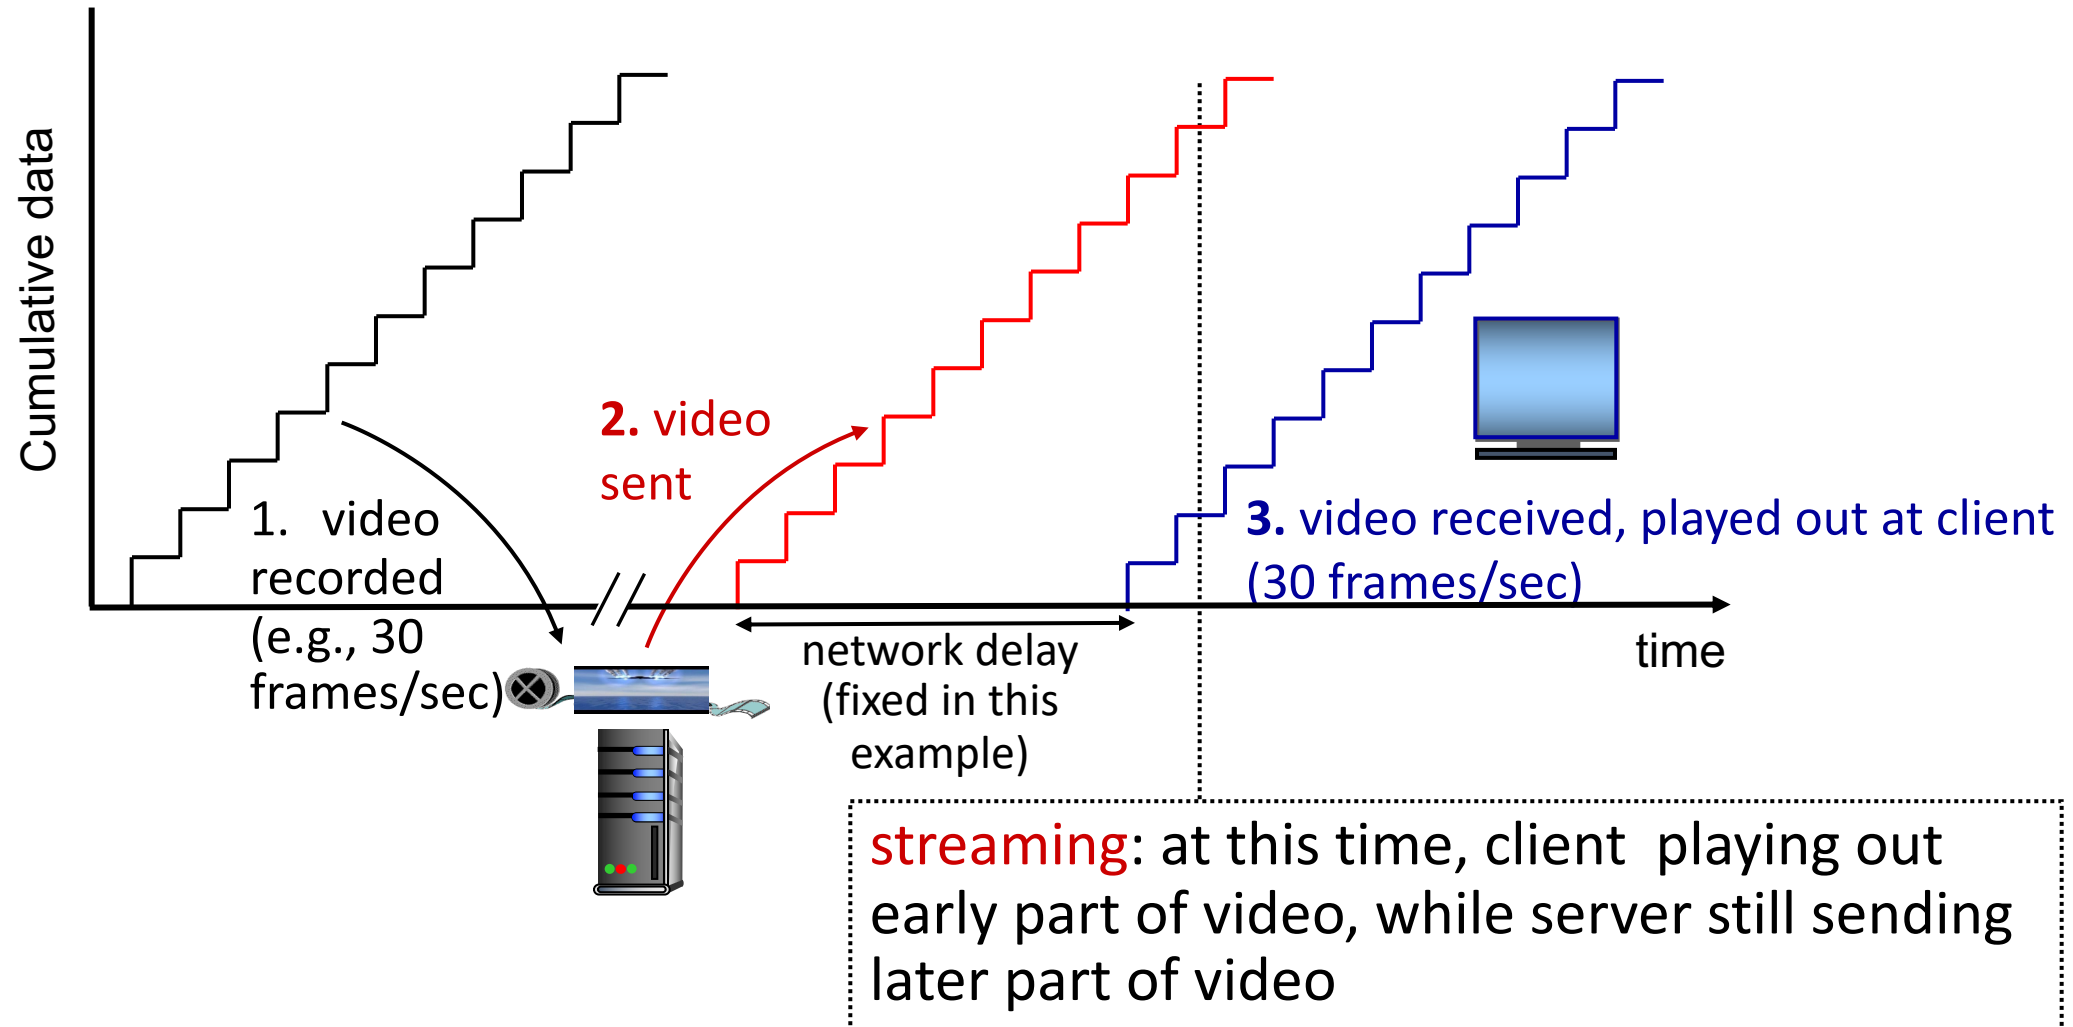 Cumulative data
1. video
recorded
(e.g., 30
frames/sec)
2. video
sent
3. video received, played out at client
(30 frames/sec)
network delay
(fixed in this
example)
time
streaming: at this time, client playing out
early part of video, while server still sending
later part of video